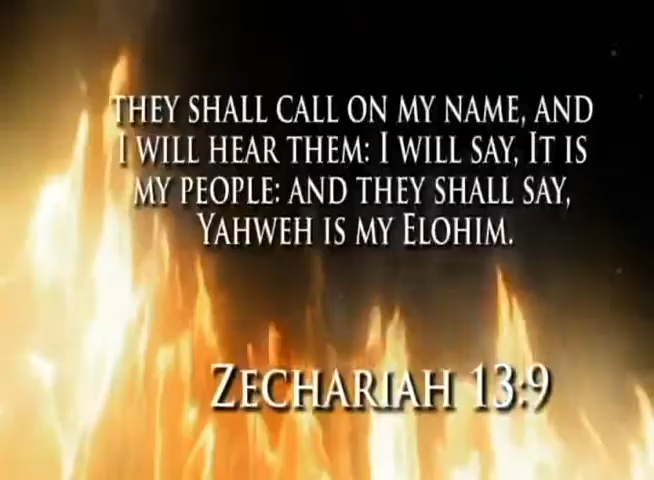 THEY SHALL CALL ON MY NAME, AND
I WILL HEAR THEM: I WILL SAY, IT IS
MY PEOPLE: AND THEY SHALL SAY,
YAHWEH IS MY ELOHIM.
ZECHARIAH 13:9